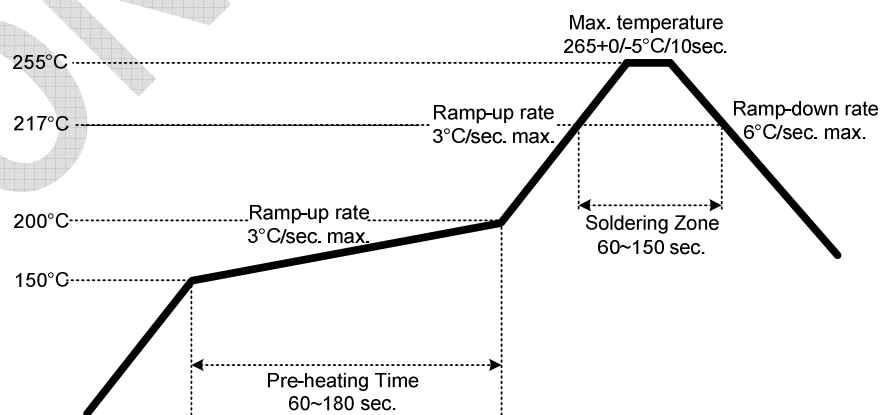 Max. temperature
265+0/-5°C/10sec.
255°C
217°C
Ramp-up rate
3°C/sec. max.
Ramp-down rate
6°C/sec. max.
200°C
Ramp-up rate
3°C/sec. max.
Soldering Zone
60~150 sec.
150°C
Pre-heating Time
60~180 sec.